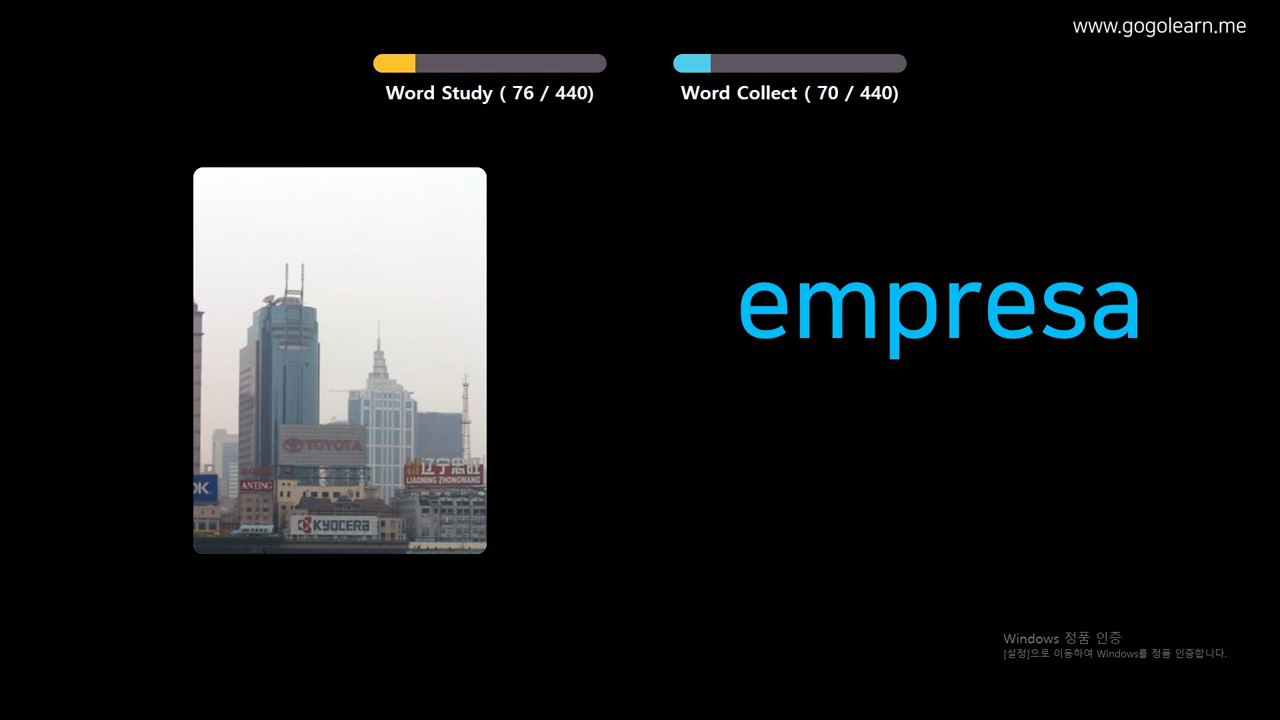 www.gogolearn.me
Word Study ( 76 / 440)
Word Collect ( 70 / 440)
empresa
TOYOTA
辽宁忠旺
LIAONING ZHONGWANG
OK
ANTING
KYOCERA
Windows 정품 인증
[설정]으로 이동하여 Windows를 정품 인증합니다.